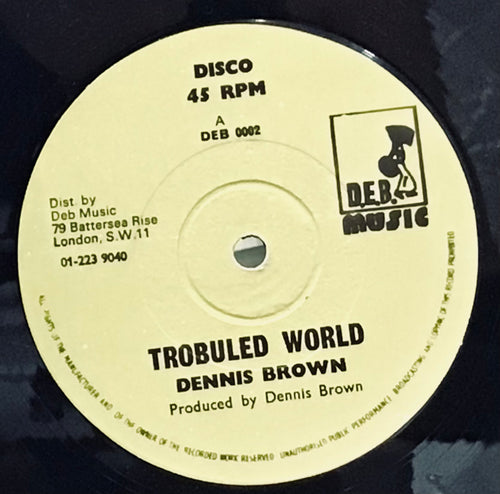 DISCO
45 RPM
A
DEB 0002
D.E.B.
MUSIC
Dist. by
Deb Music
79 Battersea Rise
London, S.W.11
01-223 9040
TROBULED WORLD
DENNIS BROWN
Produced by Dennis Brown
ALL RIGHTS OF THE MANUFACTURER AND OF THE OWNER OF THE RECORDED WORK RESERVED UNAUTHORISED PUBLIC PERFORMANCE BROADCASTING AND COPYING OF THIS RECORD PROHIBITED